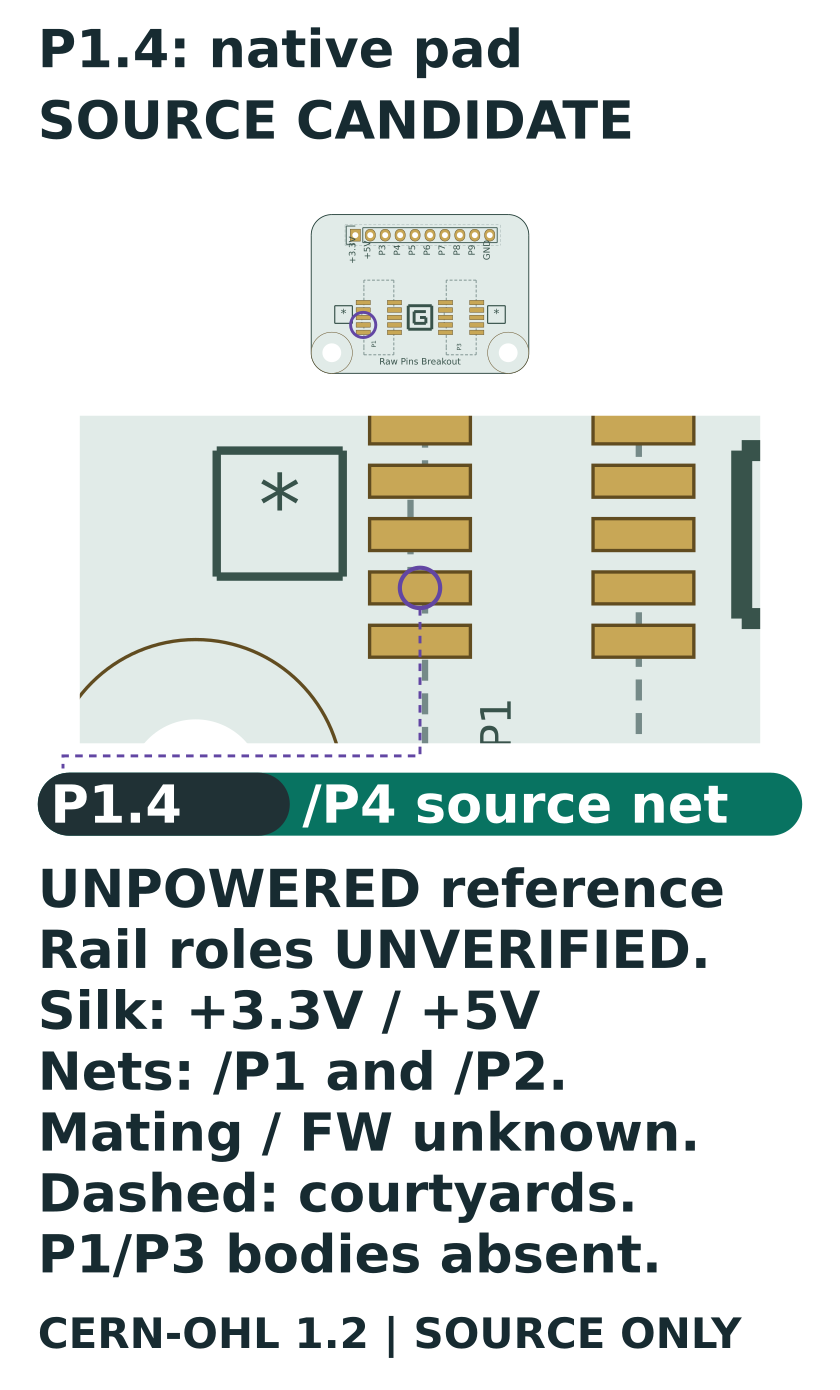 P1.4: native pad
SOURCE CANDIDATE
+3.3V +5V P3 P4 P5 P6 P7 P8 P9 GND
* *
P1 P3
Raw Pins Breakout
*
P1
P1.4 /P4 source net
UNPOWERED reference
Rail roles UNVERIFIED.
Silk: +3.3V / +5V
Nets: /P1 and /P2.
Mating / FW unknown.
Dashed: courtyards.
P1/P3 bodies absent.
CERN-OHL 1.2 | SOURCE ONLY